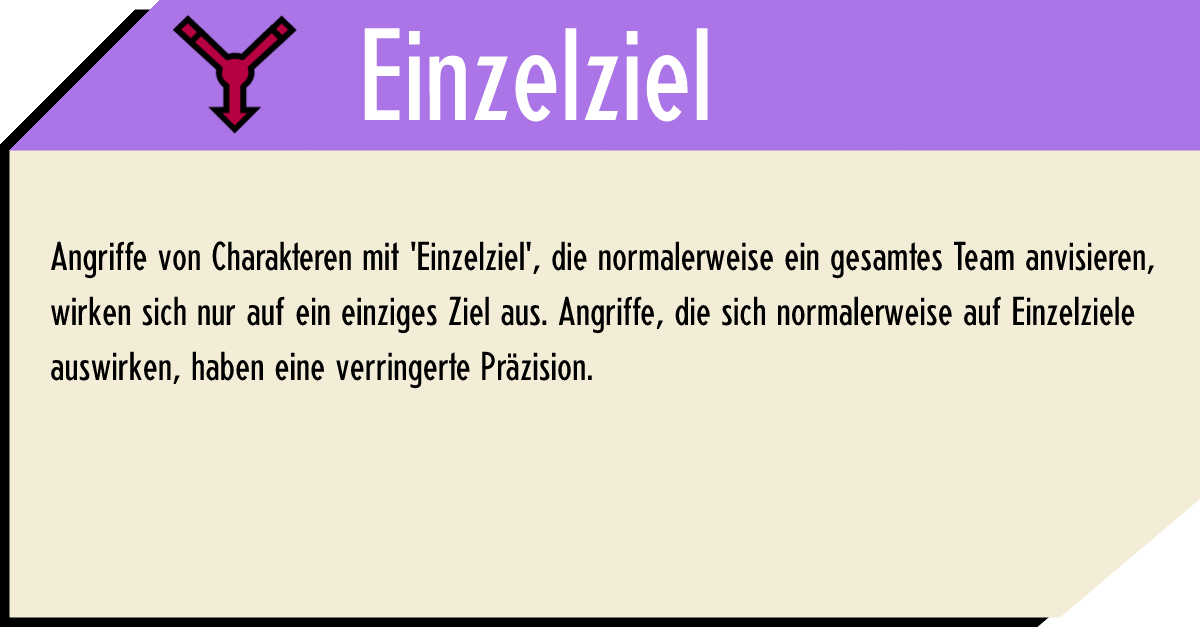 Einzelziel
Angriffe von Charakteren mit 'Einzelziel', die normalerweise ein gesamtes Team anvisieren,
wirken sich nur auf ein einziges Ziel aus. Angriffe, die sich normalerweise auf Einzelziele
auswirken, haben eine verringerte Präzision.